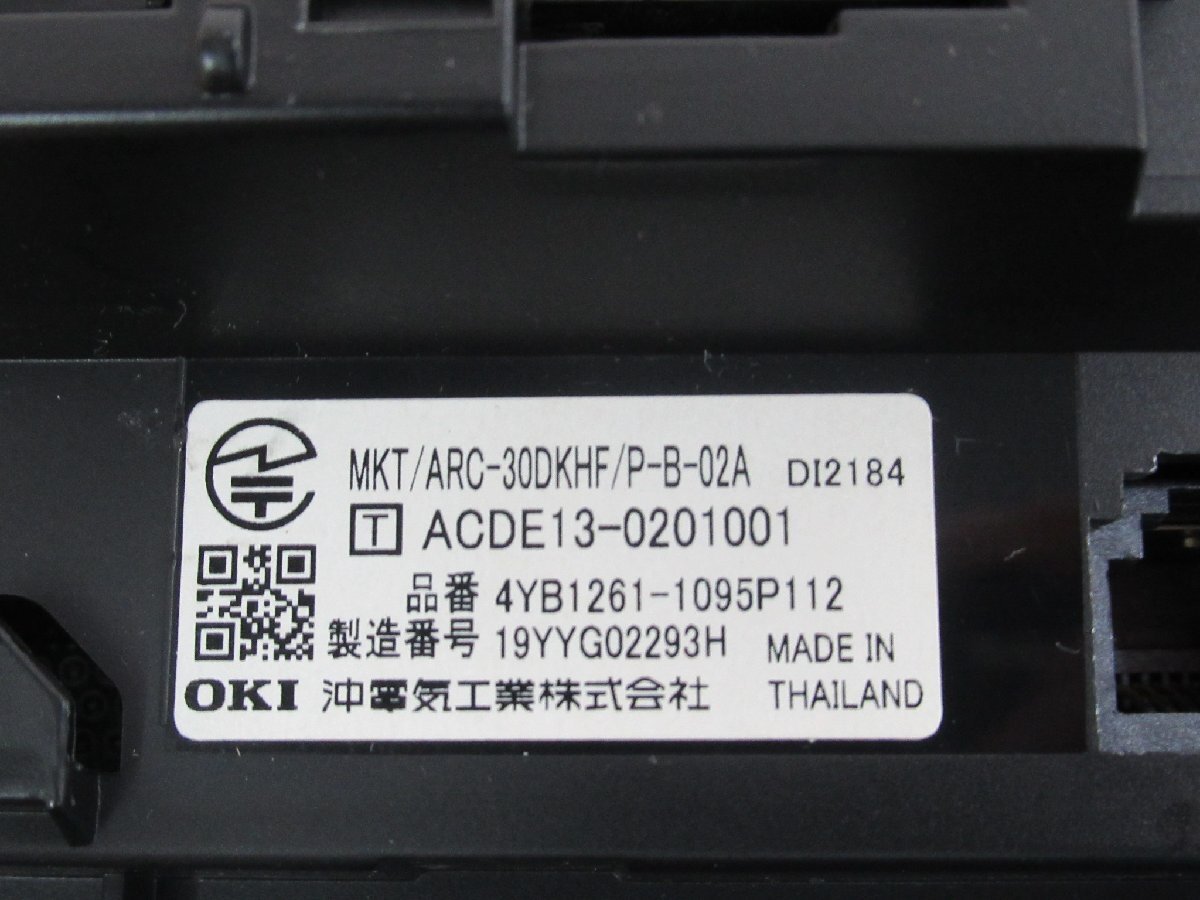 MKT/ARC-30DKHF/P-B-02A DI2184
T ACDE13-0201001
品番 4YB1261-1095P112
製造番号 19YYG02293H MADE IN
OKI 沖電気工業株式会社 THAILAND